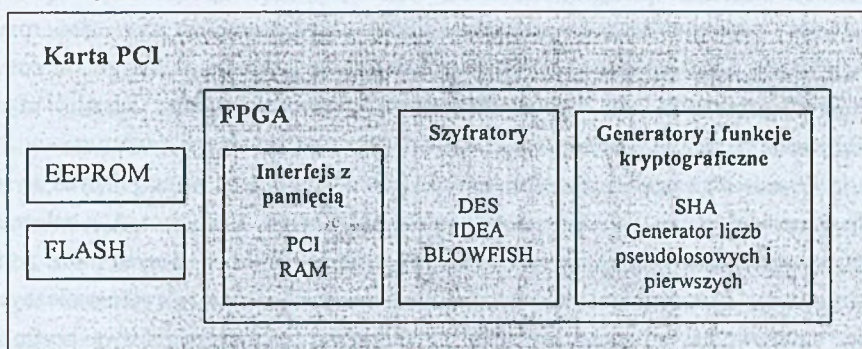 Karta PCI
EEPROM
FLASH
FPGA
Interfejs z
pamięcią
PCI
RAM
Szyfratory
DES
IDEA
BLOWFISH
Generatory i funkcje
kryptograficzne
SHA
Generator liczb
pseudolosowych i
pierwszych